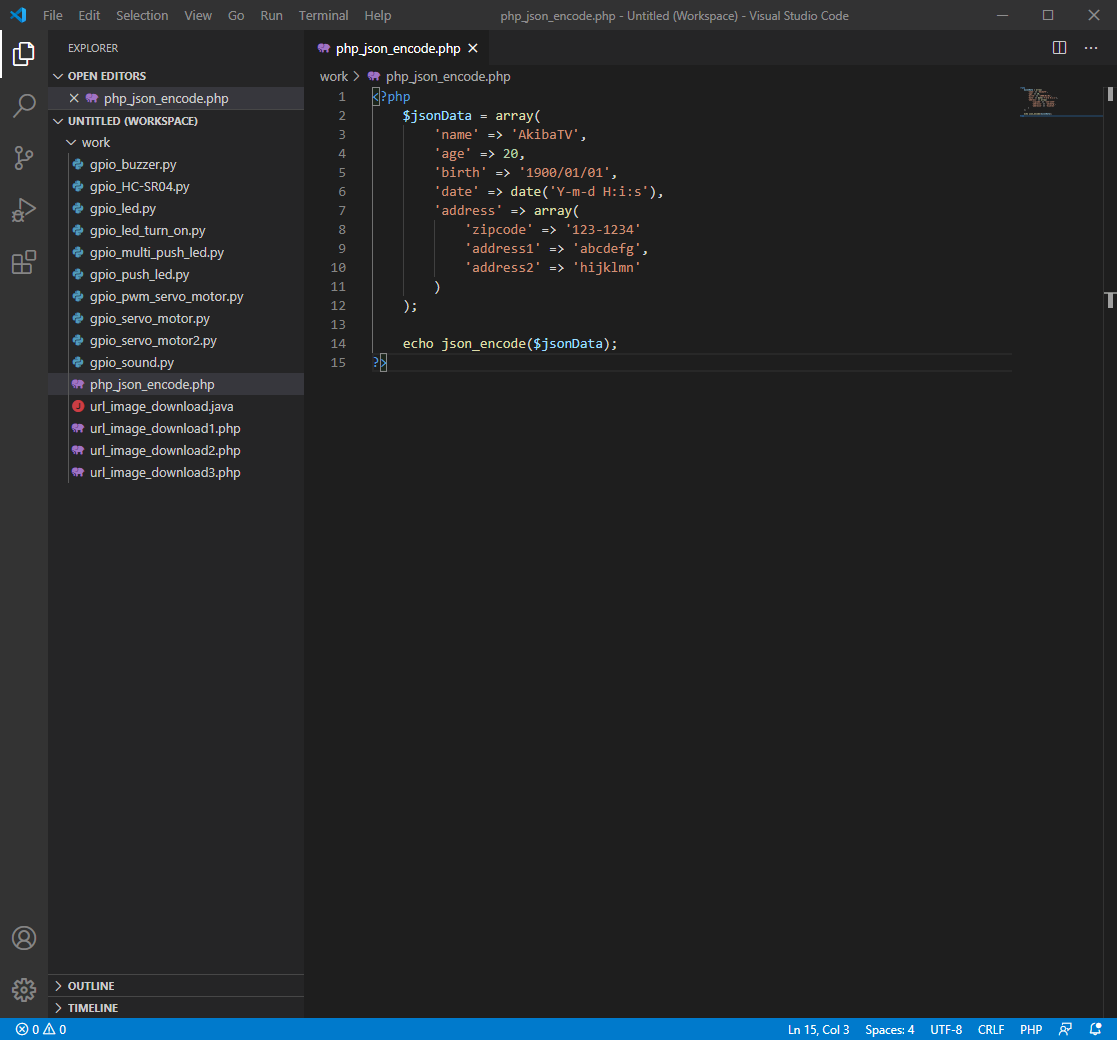 File Edit Selection View Go Run Terminal Help php_json_encode.php - Untitled (Workspace) - Visual Studio Code
EXPLORER
OPEN EDITORS
php_json_encode.php
UNTITLED (WORKSPACE)
work
gpio_buzzer.py
gpio_HC-SR04.py
gpio_led.py
gpio_led_turn_on.py
gpio_multi_push_led.py
gpio_push_led.py
gpio_pwm_servo_motor.py
gpio_servo_motor.py
gpio_servo_motor2.py
gpio_sound.py
php_json_encode.php
url_image_download.java
url_image_download1.php
url_image_download2.php
url_image_download3.php
OUTLINE
TIMELINE
php_json_encode.php
work > php_json_encode.php
1 <?php
2 $jsonData = array(
3 'name' => 'AkibaTV',
4 'age' => 20,
5 'birth' => '1900/01/01',
6 'date' => date('Y-m-d H:i:s'),
7 'address' => array(
8 'zipcode' => '123-1234'
9 'address1' => 'abcdefg',
10 'address2' => 'hijklmn'
11 )
12 );
13
14 echo json_encode($jsonData);
15 ?>
0 0 Ln 15, Col 3 Spaces: 4 UTF-8 CRLF PHP